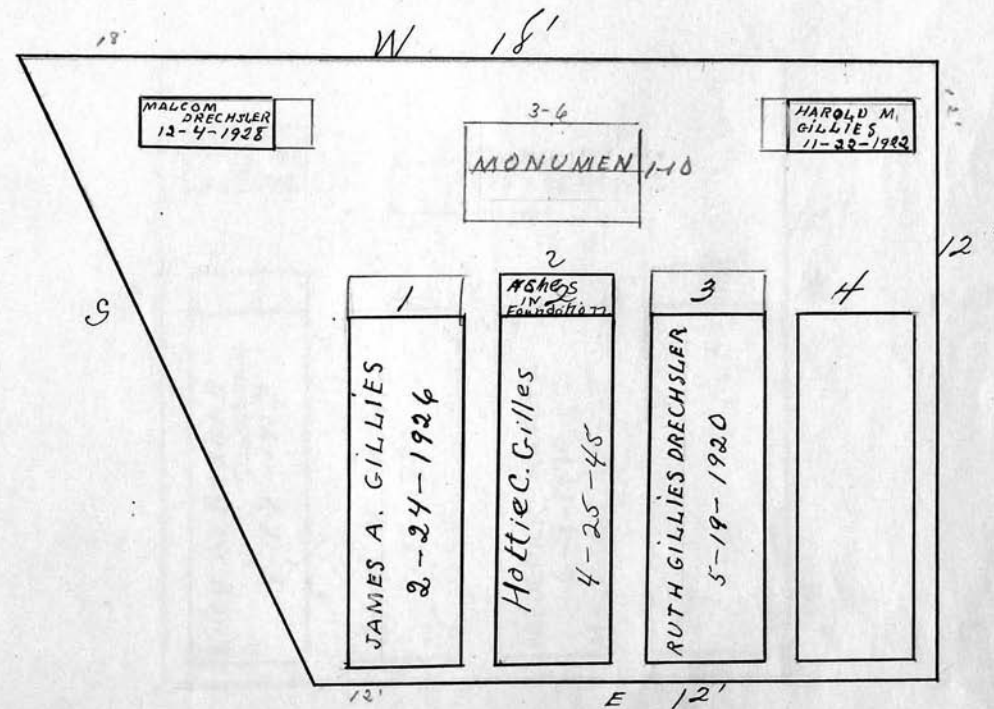 18'
W 18'
MALCOM
DRECHSLER
12-4-1928
3-6
MONUMEN 1-10
HAROLD M.
GILLIES
11-22-1922
12
S
1
2
Ashes
IN
Foundation
2
3
4
JAMES A. GILLIES
2-24-1926
Hattie C. Gilles
4-25-45
RUTH GILLIES DRECHSLER
5-19-1920
12'
E 12'